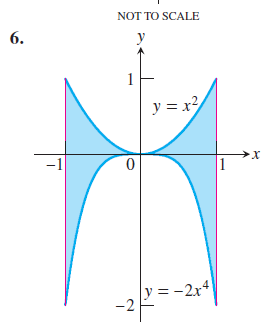 NOT TO SCALE
6.
y
1
y = x²
−1
0
1
x
y = −2x⁴
−2